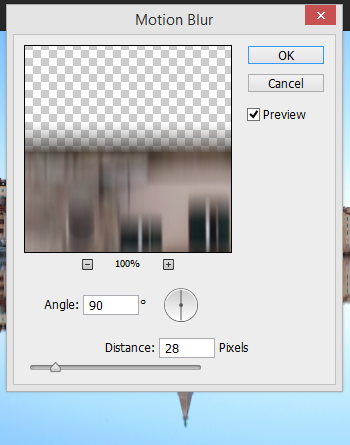 Motion Blur
OK
Cancel
Preview
100%
Angle: 90 °
Distance: 28 Pixels